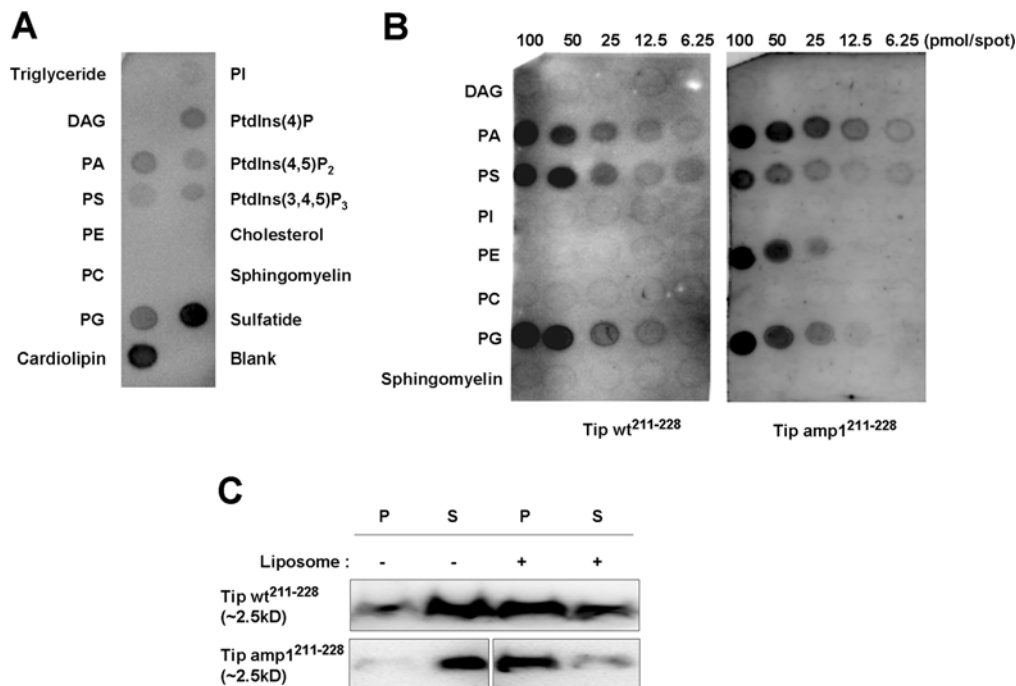 A
Triglyceride PI
DAG PtdIns(4)P
PA PtdIns(4,5)P₂
PS PtdIns(3,4,5)P₃
PE Cholesterol
PC Sphingomyelin
PG Sulfatide
Cardiolipin Blank
B
100 50 25 12.5 6.25 100 50 25 12.5 6.25 (pmol/spot)
DAG
PA
PS
PI
PE
PC
PG
Sphingomyelin
Tip wt²¹¹⁻²²⁸ Tip amp1²¹¹⁻²²⁸
C
P S P S
Liposome : - - + +
Tip wt²¹¹⁻²²⁸
(~2.5kD)
Tip amp1²¹¹⁻²²⁸
(~2.5kD)